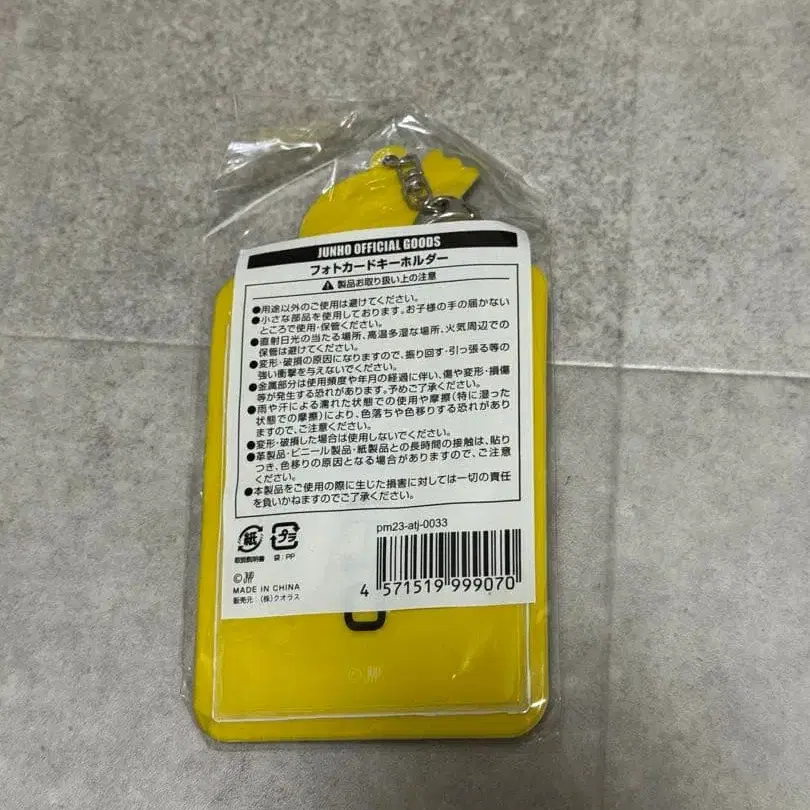 JUNHO OFFICIAL GOODS
フォトカードキーホルダー
製品お取り扱い上の注意
●用途以外のご使用は避けてください。
●小さな部品を使用しております。お子様の手の届かない
ところで使用・保管ください。
●直射日光の当たる場所、高温多湿な場所、火気周辺での
保管は避けてください。
●変形・破損の原因になりますので、振り回す・引っ張る等の
強い衝撃を与えないでください。
●金属部分は使用頻度や年月の経過に伴い、傷や変形・損傷
等が発生する恐れがあります。予めご了承ください。
●雨や汗による濡れた状態での使用や摩擦(特に湿った
状態での摩擦)により、色落ちや色移りする恐れがあり
ますので、ご注意ください。
●変形・破損した場合は使用しないでください。
●革製品・ビニール製品・紙製品との長時間の接触は、貼り
つき、色移りの原因となる場合がありますので、ご注意
ください。
●本製品をご使用の際に生じた損害に対しては一切の責任
を負いかねますのでご了承ください。
紙
取扱説明書
プラ
袋:PP
pm23-atj-0033
4 571519 999070
©
MADE IN CHINA
販売元:(株)クオラス
©